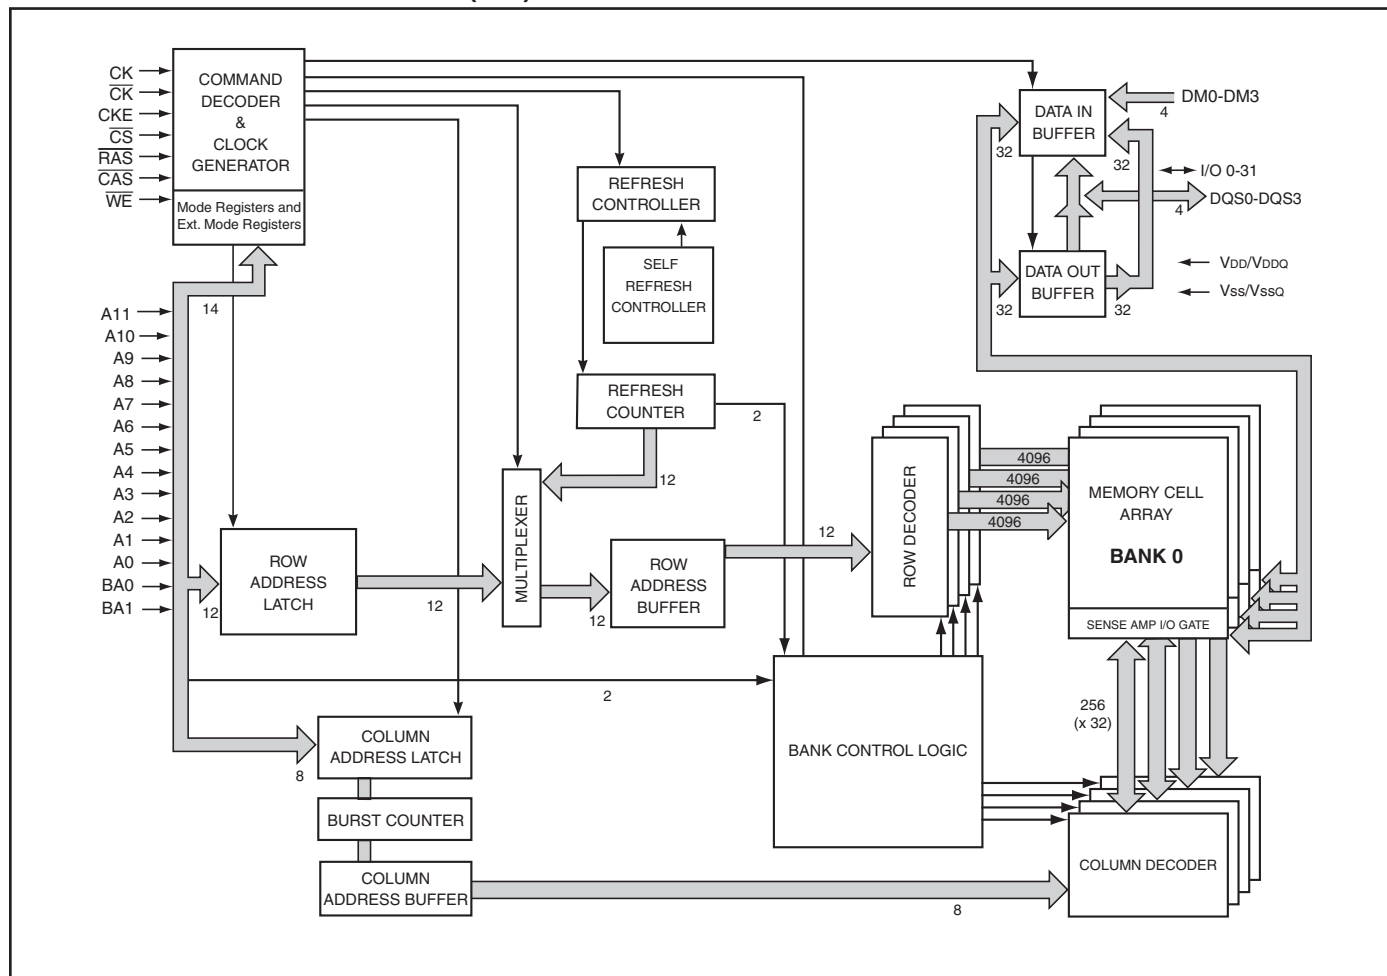 CK
CK
CKE
CS
RAS
CAS
WE
COMMAND
DECODER
&
CLOCK
GENERATOR
Mode Registers and
Ext. Mode Registers
14
A11
A10
A9
A8
A7
A6
A5
A4
A3
A2
A1
A0
BA0
BA1
12
ROW
ADDRESS
LATCH
12
MULTIPLEXER
12
REFRESH
CONTROLLER
SELF
REFRESH
CONTROLLER
REFRESH
COUNTER
2
12
ROW
ADDRESS
BUFFER
12
ROW DECODER
4096
4096
4096
4096
MEMORY CELL
ARRAY
BANK 0
SENSE AMP I/O GATE
DATA IN
BUFFER
DM0-DM3
4
32
32
I/O 0-31
DQS0-DQS3
4
DATA OUT
BUFFER
32
32
VDD/VDDQ
VSS/VSSQ
2
BANK CONTROL LOGIC
256
(x 32)
8
COLUMN
ADDRESS LATCH
BURST COUNTER
COLUMN
ADDRESS BUFFER
8
COLUMN DECODER